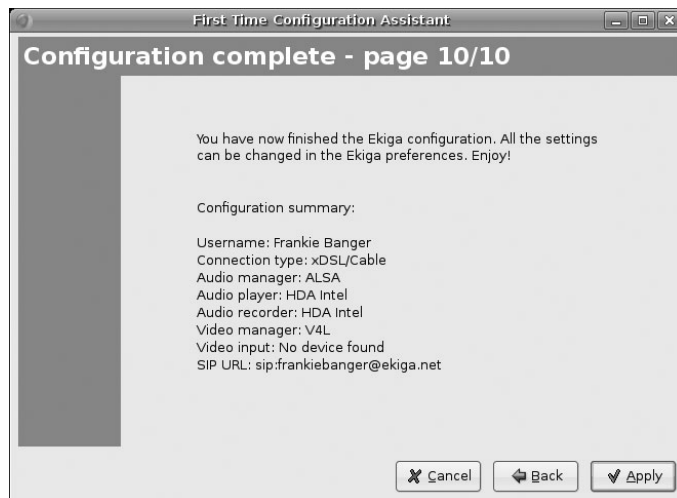 First Time Configuration Assistant
Configuration complete - page 10/10
You have now finished the Ekiga configuration. All the settings
can be changed in the Ekiga preferences. Enjoy!
Configuration summary:
Username: Frankie Banger
Connection type: xDSL/Cable
Audio manager: ALSA
Audio player: HDA Intel
Audio recorder: HDA Intel
Video manager: V4L
Video input: No device found
SIP URL: sip:frankiebanger@ekiga.net
Cancel Back Apply